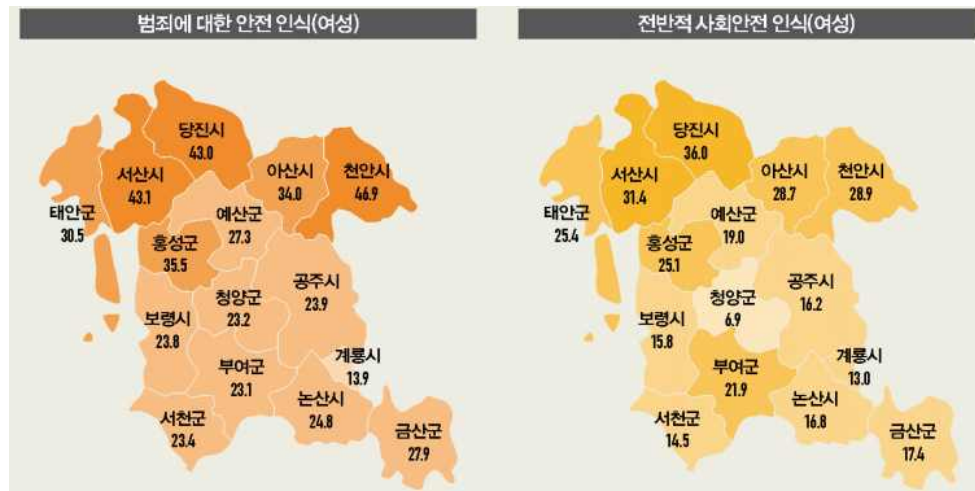 범죄에 대한 안전 인식(여성)
당진시
43.0
서산시
43.1
아산시
34.0
천안시
46.9
태안군
30.5
예산군
27.3
홍성군
35.5
공주시
23.9
청양군
23.2
보령시
23.8
계룡시
13.9
부여군
23.1
논산시
24.8
서천군
23.4
금산군
27.9
전반적 사회안전 인식(여성)
당진시
36.0
서산시
31.4
아산시
28.7
천안시
28.9
태안군
25.4
예산군
19.0
홍성군
25.1
공주시
16.2
청양군
6.9
보령시
15.8
계룡시
13.0
부여군
21.9
논산시
16.8
서천군
14.5
금산군
17.4